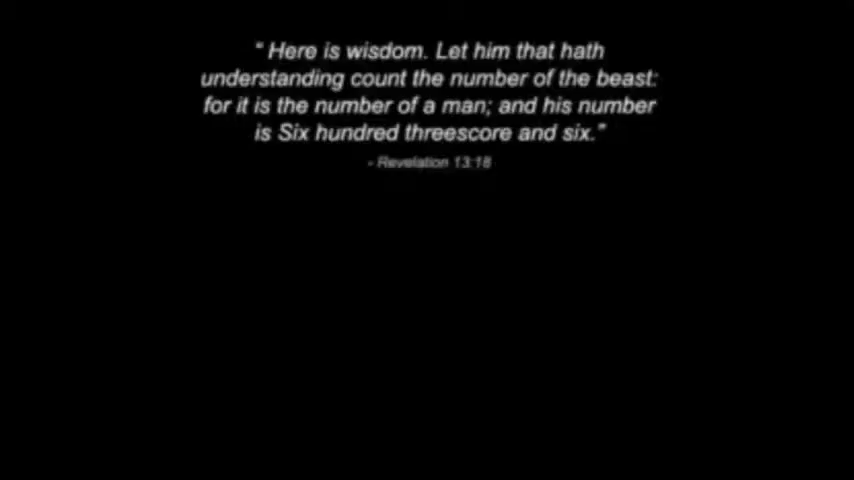 “ Here is wisdom. Let him that hath
understanding count the number of the beast:
for it is the number of a man; and his number
is Six hundred threescore and six.”
- Revelation 13:18